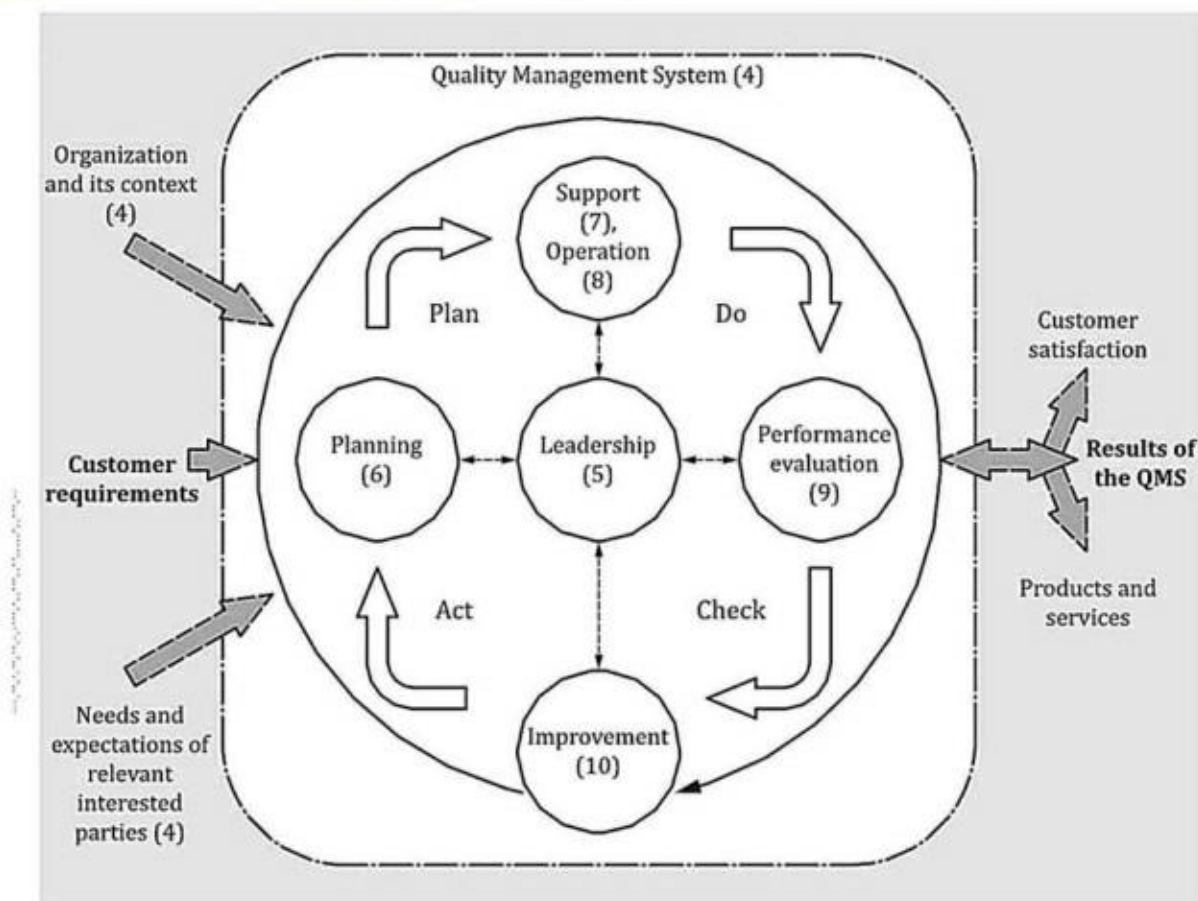 Quality Management System (4)
Organization
and its context
(4)
Support
(7),
Operation
(8)
Plan
Do
Customer
satisfaction
Planning
(6)
Leadership
(5)
Performance
evaluation
(9)
Customer
requirements
Results of
the QMS
Act
Check
Products and
services
Needs and
expectations of
relevant
interested
parties (4)
Improvement
(10)